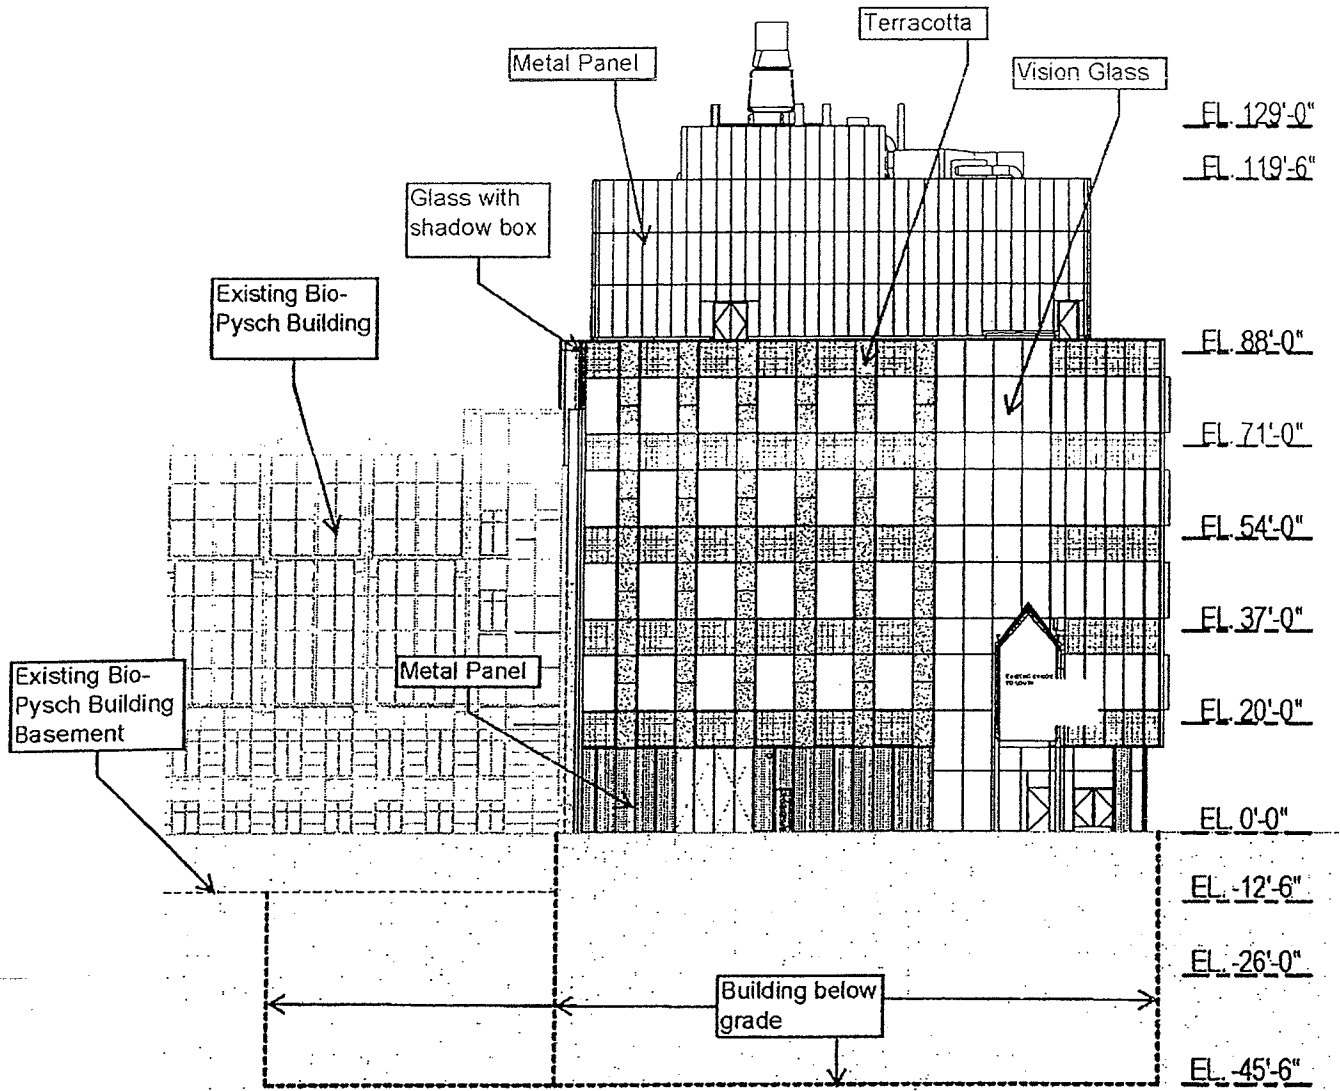 Terracotta
Metal Panel
Vision Glass
EL. 129'-0"
EL. 119'-6"
Glass with
shadow box
Existing Bio-
Pysch Building
EL. 88'-0"
EL. 71'-0"
EL. 54'-0"
EL. 37'-0"
Existing Bio-
Pysch Building
Basement
Metal Panel
TO SOUTH
EL. 20'-0"
EL. 0'-0"
EL. -12'-6"
EL. -26'-0"
Building below
grade
EL. -45'-6"